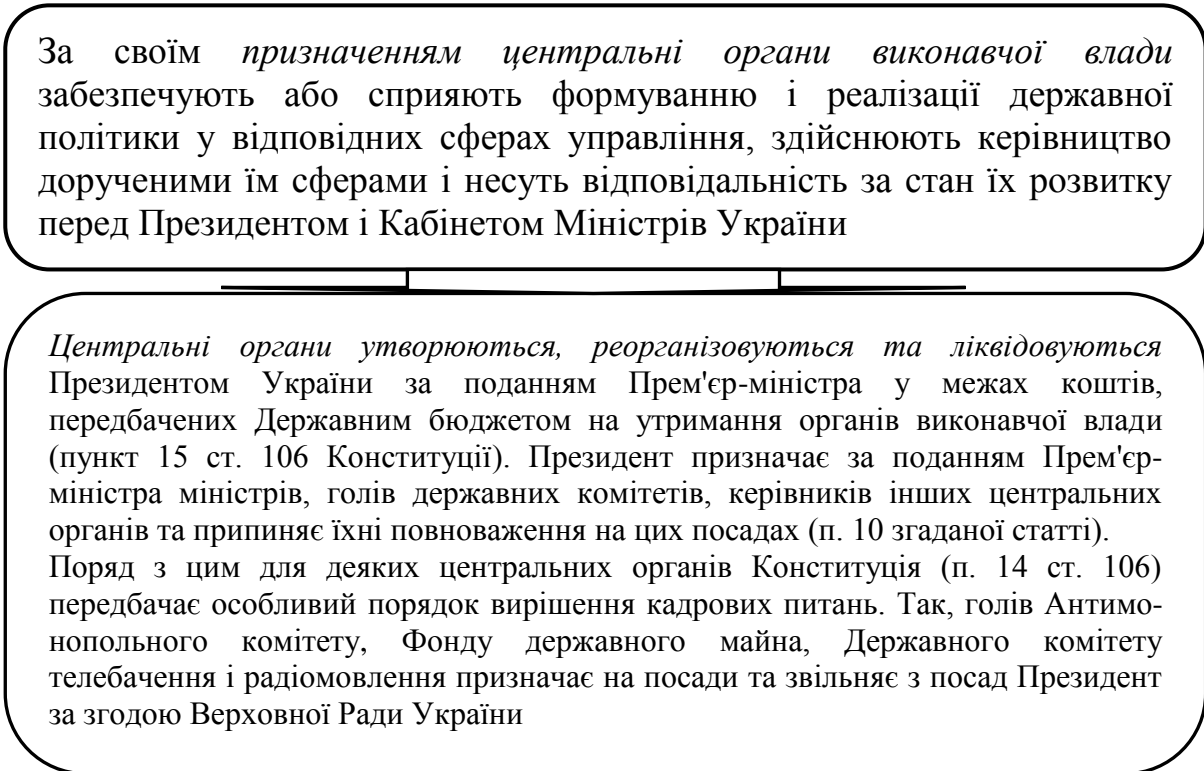 За своїм призначенням центральні органи виконавчої влади
забезпечують або сприяють формуванню і реалізації державної
політики у відповідних сферах управління, здійснюють керівництво
дорученими їм сферами і несуть відповідальність за стан їх розвитку
перед Президентом і Кабінетом Міністрів України
Центральні органи утворюються, реорганізовуються та ліквідовуються
Президентом України за поданням Прем'єр-міністра у межах коштів,
передбачених Державним бюджетом на утримання органів виконавчої влади
(пункт 15 ст. 106 Конституції). Президент призначає за поданням Прем'єр-
міністра міністрів, голів державних комітетів, керівників інших центральних
органів та припиняє їхні повноваження на цих посадах (п. 10 згаданої статті).
Поряд з цим для деяких центральних органів Конституція (п. 14 ст. 106)
передбачає особливий порядок вирішення кадрових питань. Так, голів Антимо-
нопольного комітету, Фонду державного майна, Державного комітету
телебачення і радіомовлення призначає на посади та звільняє з посад Президент
за згодою Верховної Ради України